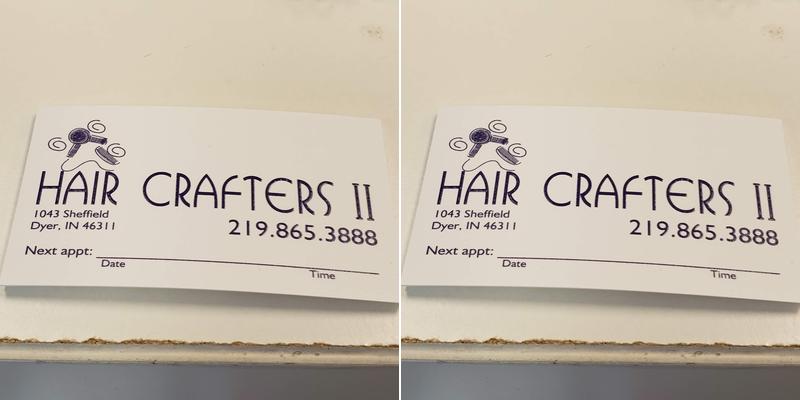 HAIR CRAFTERS II
1043 Sheffield
Dyer, IN 46311
219.865.3888
Next appt:
Date
Time
HAIR CRAFTERS II
1043 Sheffield
Dyer, IN 46311
219.865.3888
Next appt:
Date
Time